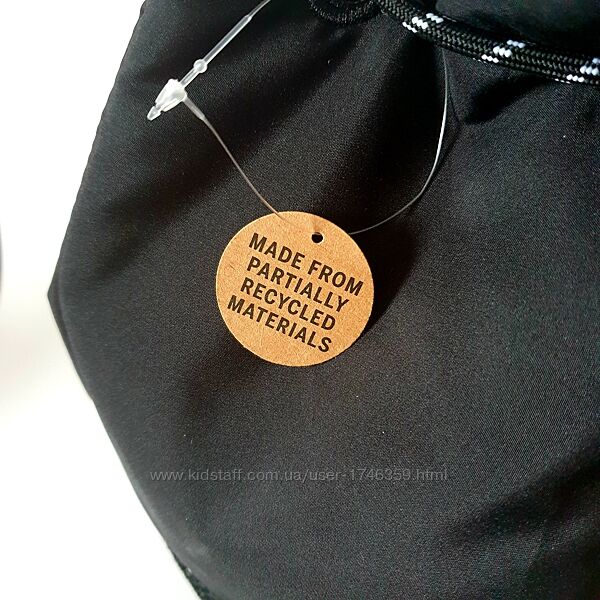 MADE FROM
PARTIALLY
RECYCLED
MATERIALS
www.kidstaff.com.ua/user-1746359.html